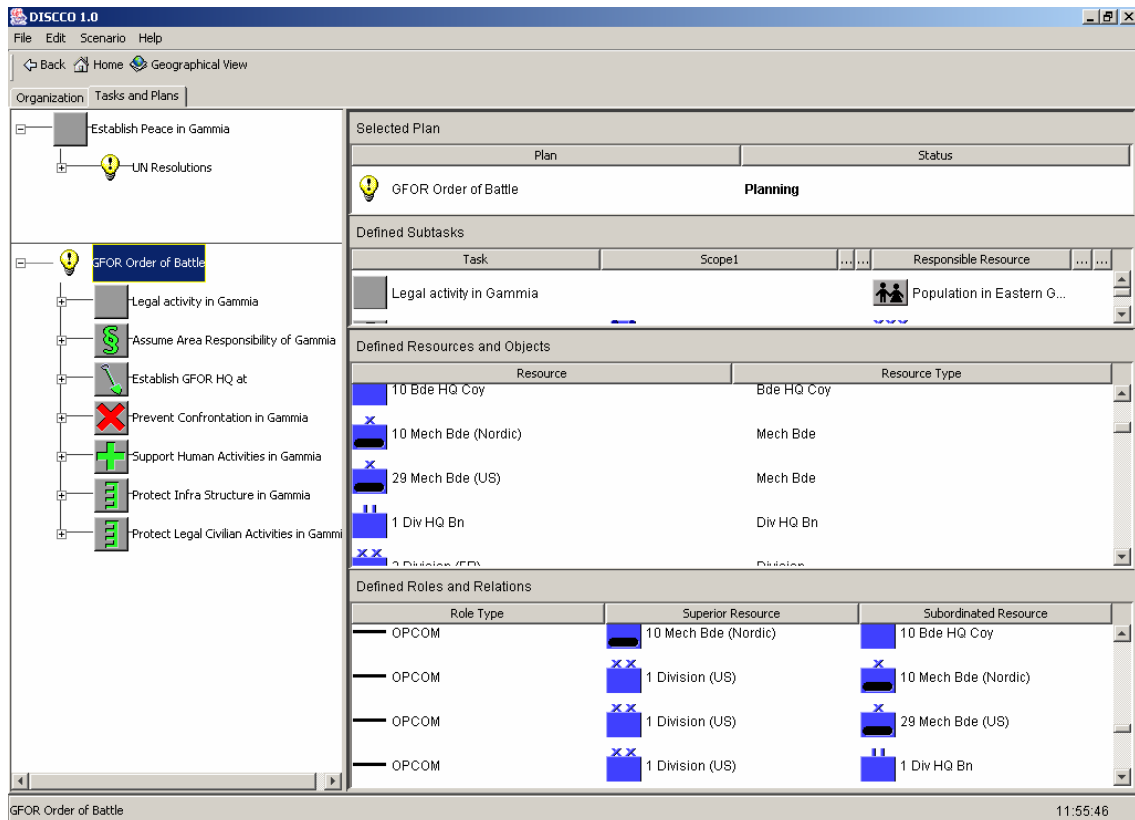 DISCCO 1.0
File Edit Scenario Help
Back Home Geographical View
Organization Tasks and Plans
Establish Peace in Gammia
UN Resolutions
GFOR Order of Battle
Legal activity in Gammia
Assume Area Responsibility of Gammia
Establish GFOR HQ at
Prevent Confrontation in Gammia
Support Human Activities in Gammia
Protect Infra Structure in Gammia
Protect Legal Civilian Activities in Gammi
Selected Plan
Plan Status
GFOR Order of Battle Planning
Defined Subtasks
Task Scope1 ... ... Responsible Resource ... ...
Legal activity in Gammia Population in Eastern G...
Defined Resources and Objects
Resource Resource Type
10 Bde HQ Coy Bde HQ Coy
10 Mech Bde (Nordic) Mech Bde
29 Mech Bde (US) Mech Bde
1 Div HQ Bn Div HQ Bn
2 Division (FR) Division
Defined Roles and Relations
Role Type Superior Resource Subordinated Resource
OPCOM 10 Mech Bde (Nordic) 10 Bde HQ Coy
OPCOM 1 Division (US) 10 Mech Bde (Nordic)
OPCOM 1 Division (US) 29 Mech Bde (US)
OPCOM 1 Division (US) 1 Div HQ Bn
GFOR Order of Battle 11:55:46